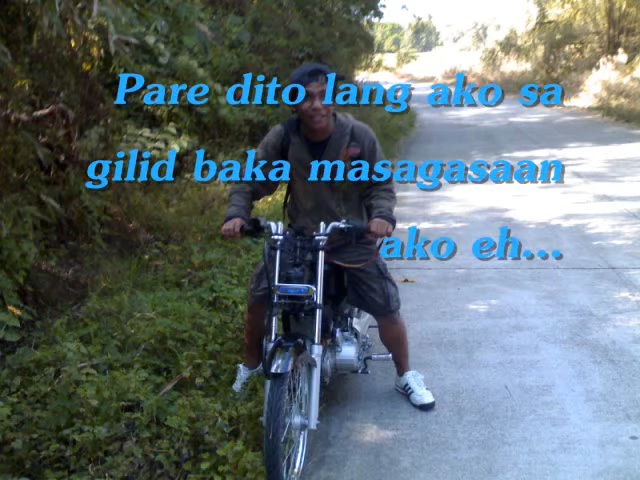 Pare dito lang ako sa
gilid baka masagasaan
ako eh...